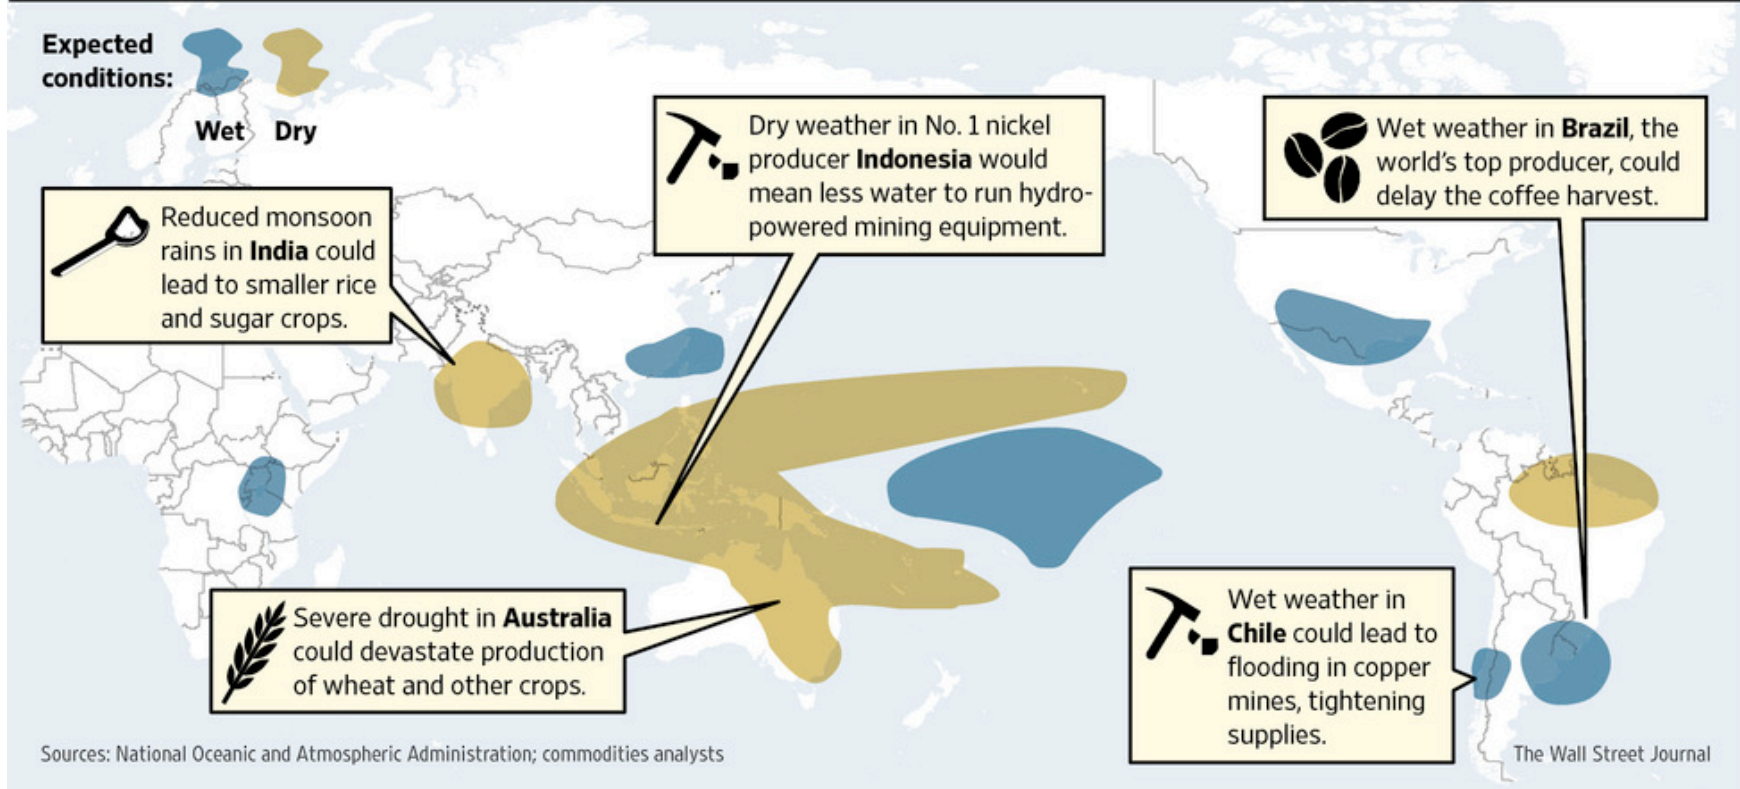 Expected
conditions:
Wet Dry
Reduced monsoon
rains in India could
lead to smaller rice
and sugar crops.
Dry weather in No. 1 nickel
producer Indonesia would
mean less water to run hydro-
powered mining equipment.
Wet weather in Brazil, the
world's top producer, could
delay the coffee harvest.
Severe drought in Australia
could devastate production
of wheat and other crops.
Wet weather in
Chile could lead to
flooding in copper
mines, tightening
supplies.
Sources: National Oceanic and Atmospheric Administration; commodities analysts
The Wall Street Journal